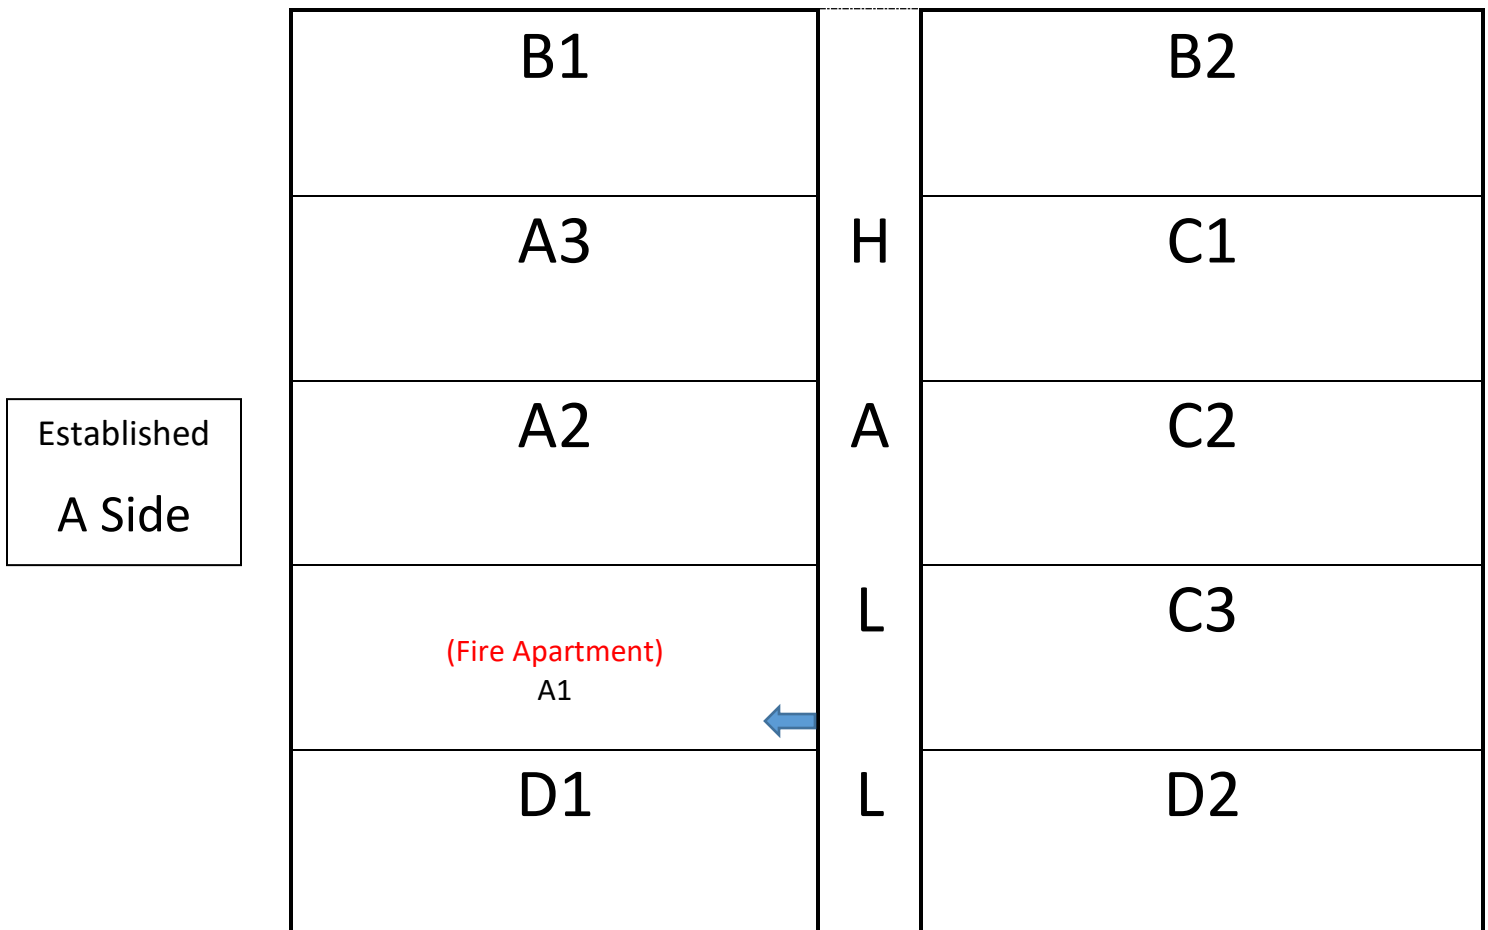 B1
B2
A3
H
C1
Established
A Side
A2
A
C2
(Fire Apartment)
A1
L
C3
D1
L
D2